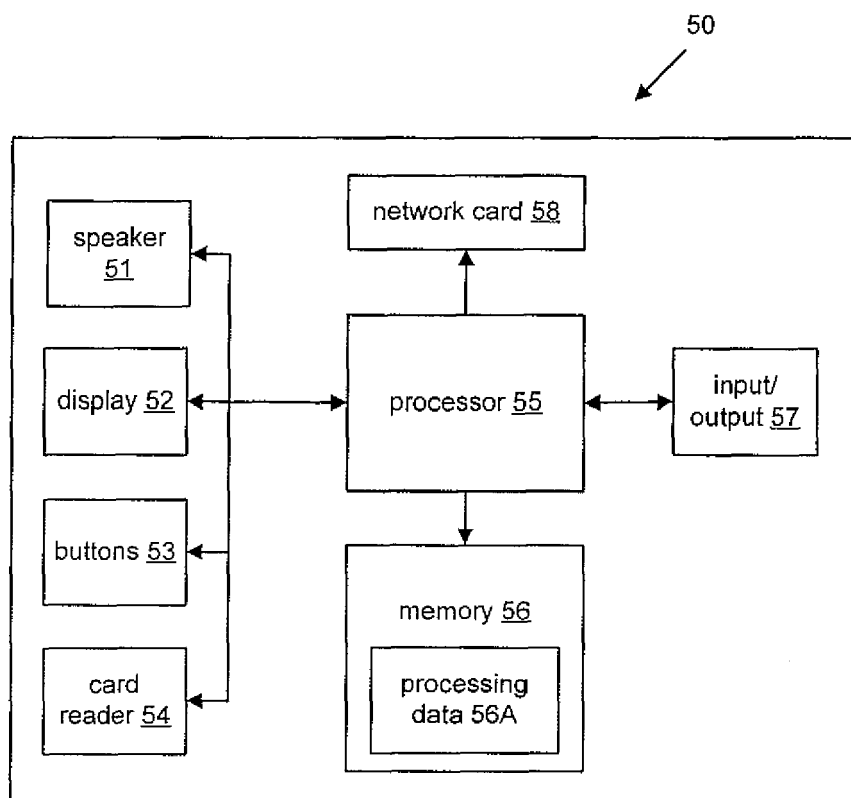 50
speaker
51
display 52
buttons 53
card
reader 54
network card 58
processor 55
memory 56
processing
data 56A
input/
output 57